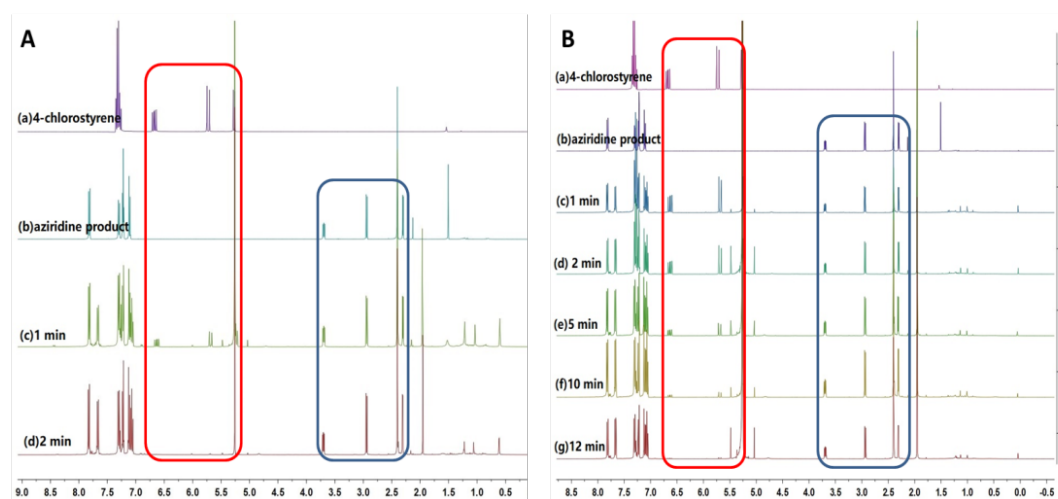 A
(a)4-chlorostyrene
(b)aziridine product
(c)1 min
(d)2 min
9.0 8.5 8.0 7.5 7.0 6.5 6.0 5.5 5.0 4.5 4.0 3.5 3.0 2.5 2.0 1.5 1.0 0.5
B
(a)4-chlorostyrene
(b)aziridine product
(c)1 min
(d) 2 min
(e)5 min
(f)10 min
(g)12 min
8.5 8.0 7.5 7.0 6.5 6.0 5.5 5.0 4.5 4.0 3.5 3.0 2.5 2.0 1.5 1.0 0.5 0.0